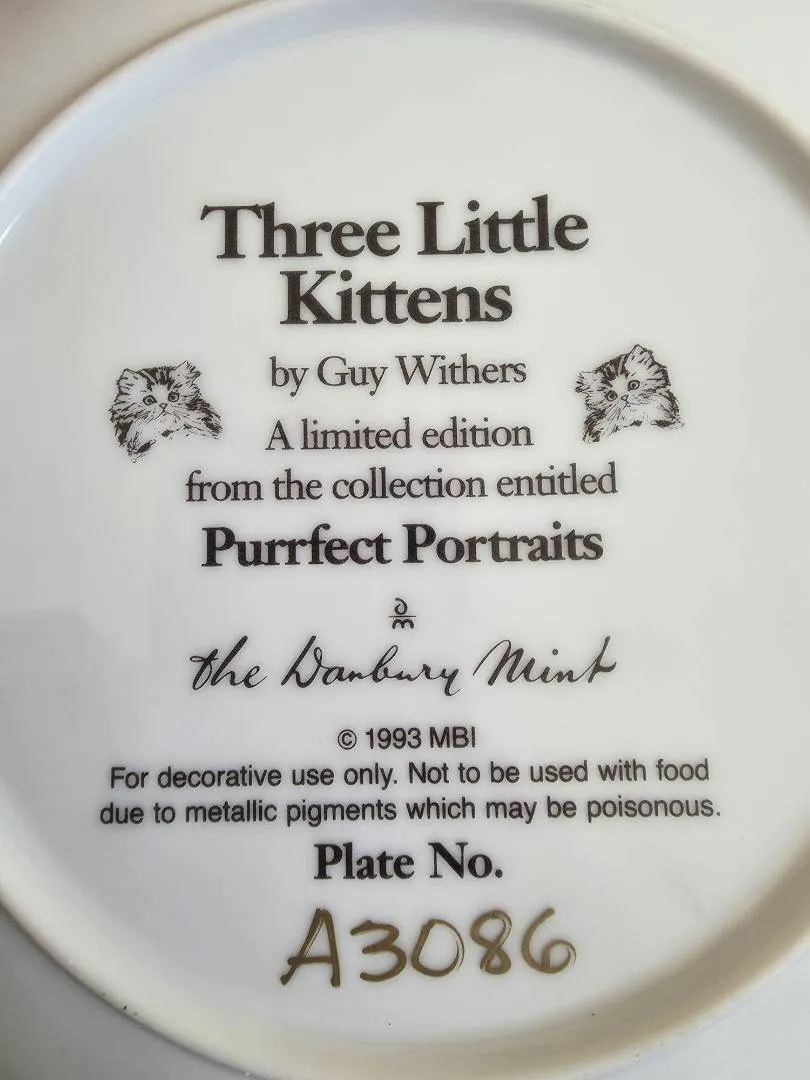 Three Little
Kittens
by Guy Withers
A limited edition
from the collection entitled
Purrfect Portraits
the Danbury Mint
© 1993 MBI
For decorative use only. Not to be used with food
due to metallic pigments which may be poisonous.
Plate No.
A3086